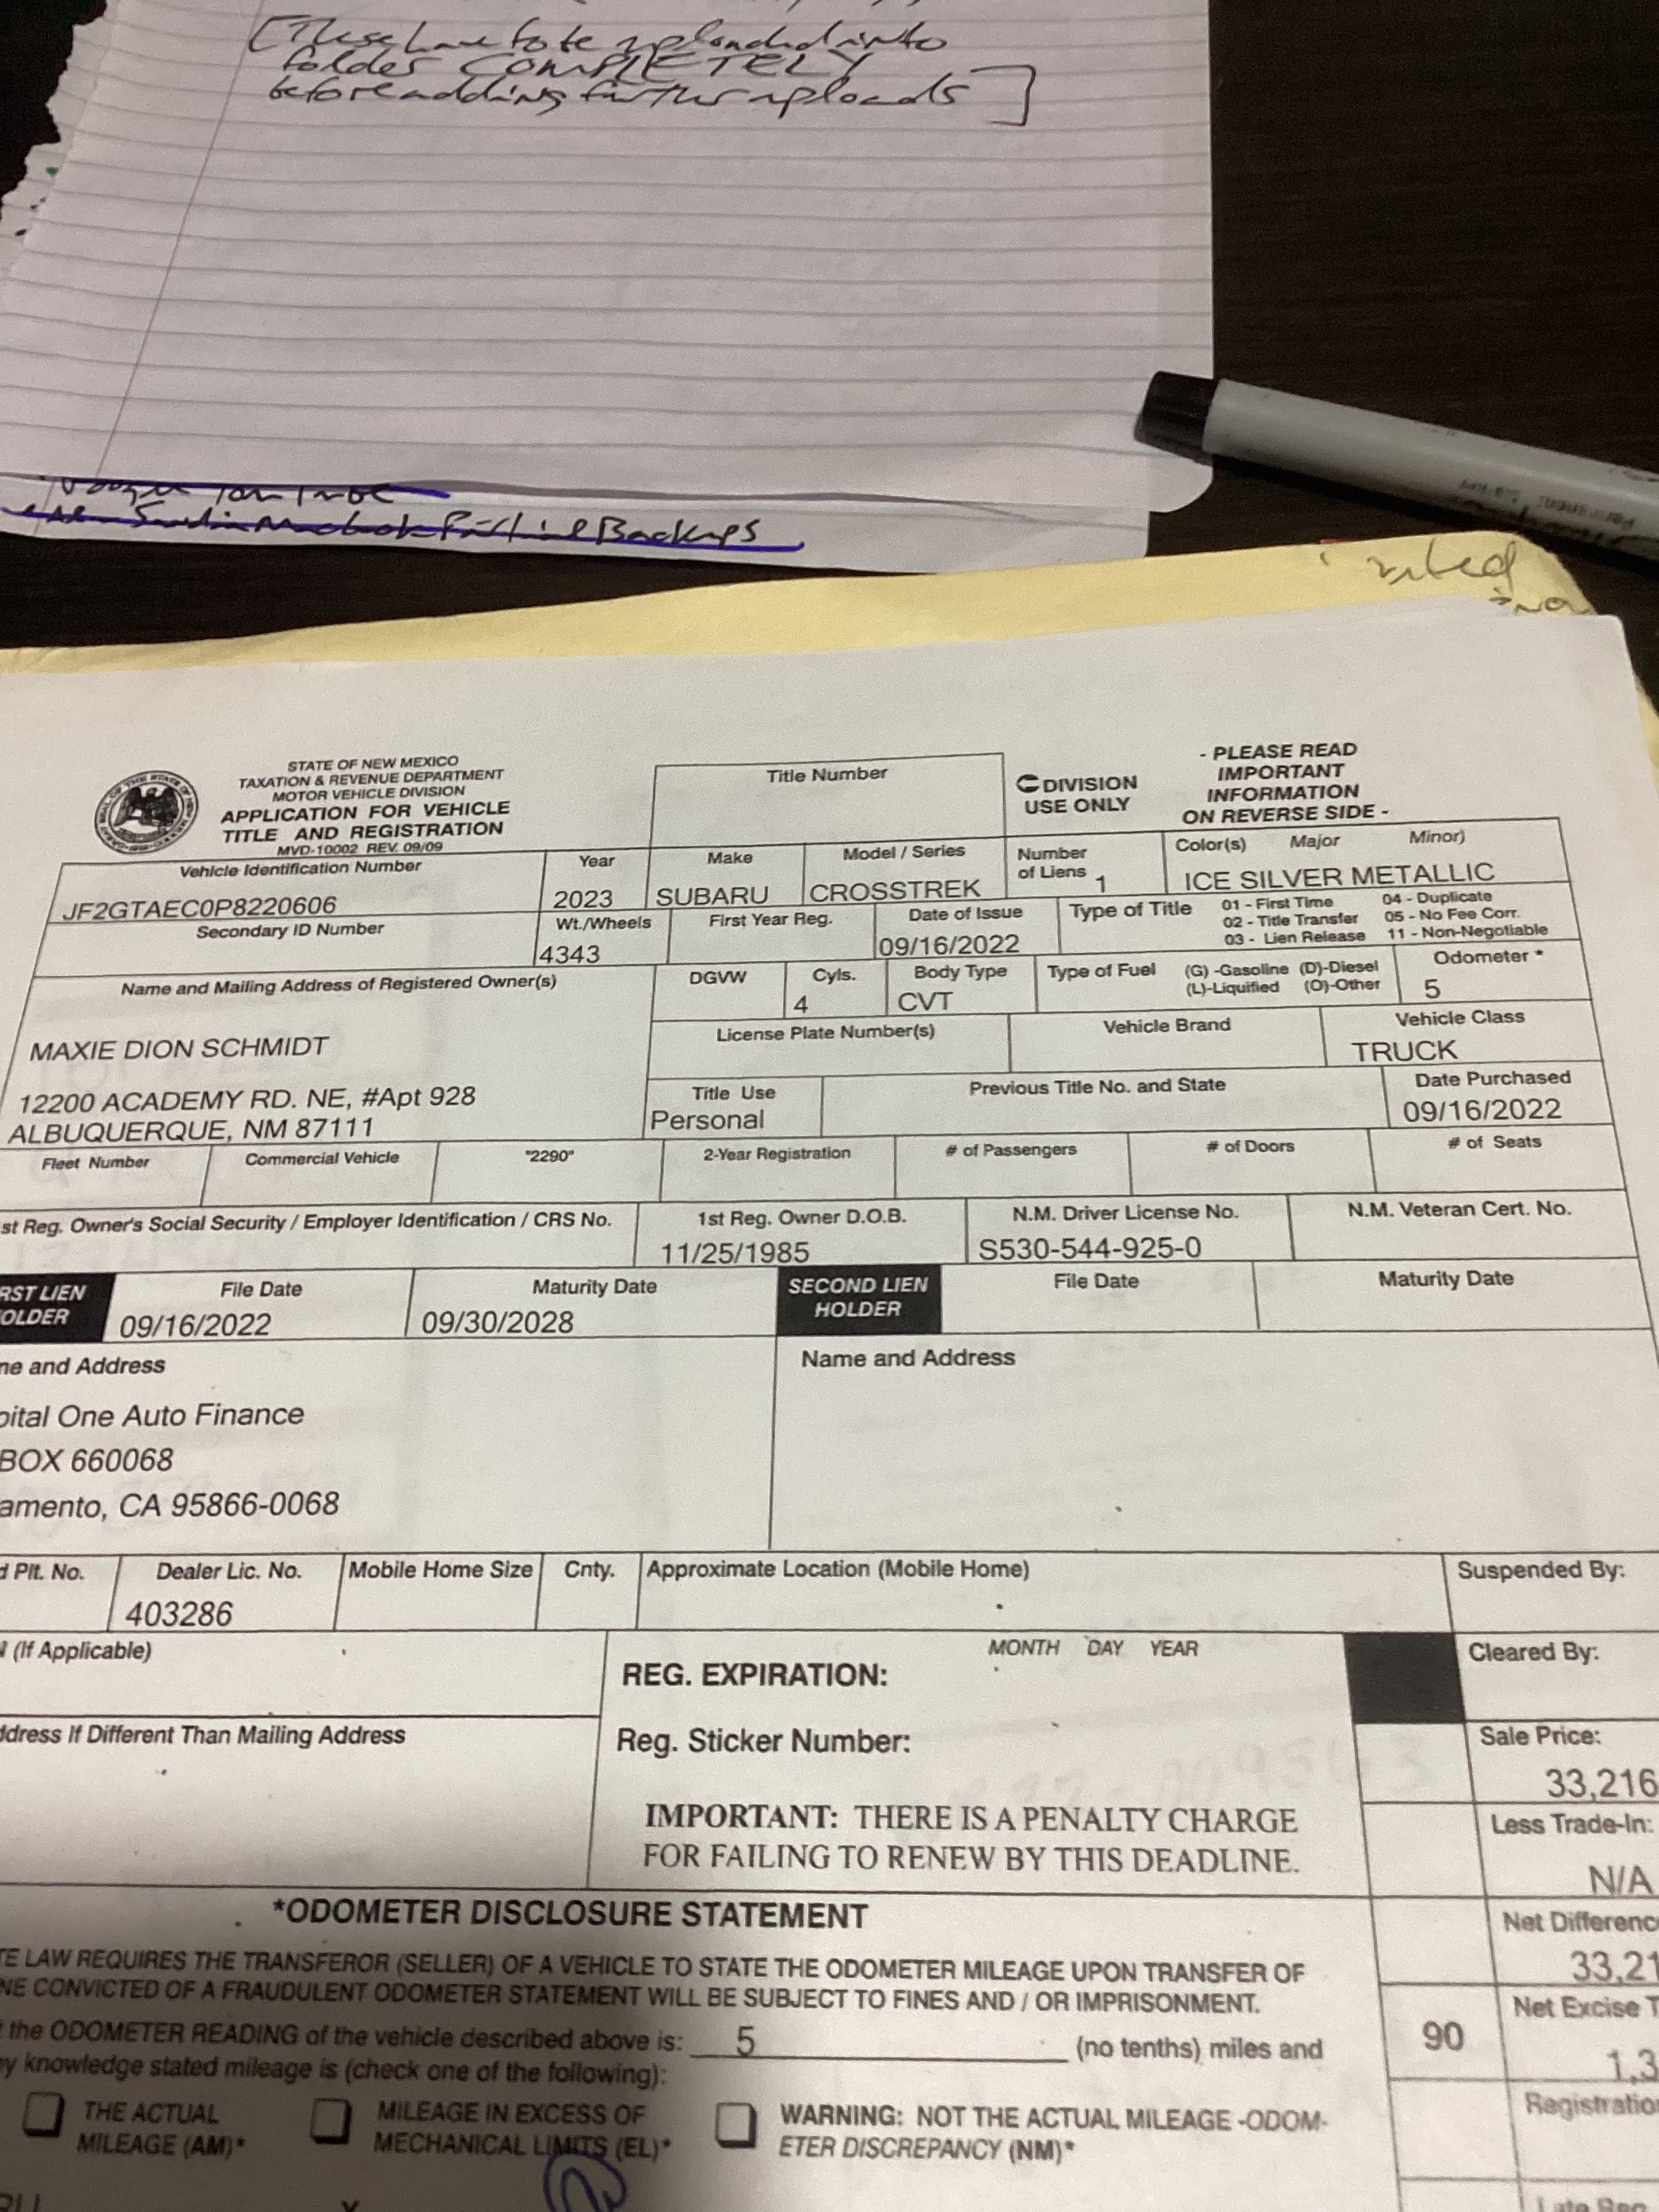 [These have to be uploaded into
folder COMPLETELY
before adding further uploads]
Backups
STATE OF NEW MEXICO
TAXATION & REVENUE DEPARTMENT
MOTOR VEHICLE DIVISION
APPLICATION FOR VEHICLE
TITLE AND REGISTRATION
MVD-10002 REV. 09/09
Title Number
DIVISION
USE ONLY
- PLEASE READ
IMPORTANT
INFORMATION
ON REVERSE SIDE -
Vehicle Identification Number
JF2GTAEC0P8220606
Year
2023
Make
SUBARU
Model / Series
CROSSTREK
Number
of Liens 1
Color(s) Major Minor)
ICE SILVER METALLIC
Secondary ID Number
Wt./Wheels
4343
First Year Reg.
Date of Issue
09/16/2022
Type of Title
01 - First Time 04 - Duplicate
02 - Title Transfer 05 - No Fee Corr.
03 - Lien Release 11 - Non-Negotiable
Name and Mailing Address of Registered Owner(s)
MAXIE DION SCHMIDT
12200 ACADEMY RD. NE, #Apt 928
ALBUQUERQUE, NM 87111
DGVW
Cyls.
4
Body Type
CVT
Type of Fuel
(G) -Gasoline (D)-Diesel
(L)-Liquified (O)-Other
Odometer *
5
License Plate Number(s)
Vehicle Brand
Vehicle Class
TRUCK
Title Use
Personal
Previous Title No. and State
Date Purchased
09/16/2022
Fleet Number
Commercial Vehicle
"2290"
2-Year Registration
# of Passengers
# of Doors
# of Seats
st Reg. Owner's Social Security / Employer Identification / CRS No.
1st Reg. Owner D.O.B.
11/25/1985
N.M. Driver License No.
S530-544-925-0
N.M. Veteran Cert. No.
RST LIEN
OLDER
File Date
09/16/2022
Maturity Date
09/30/2028
SECOND LIEN
HOLDER
File Date
Maturity Date
ne and Address
pital One Auto Finance
BOX 660068
amento, CA 95866-0068
Name and Address
d Plt. No.
Dealer Lic. No.
403286
Mobile Home Size
Cnty.
Approximate Location (Mobile Home)
Suspended By:
(If Applicable)
MONTH DAY YEAR
REG. EXPIRATION:
Cleared By:
ddress If Different Than Mailing Address
Reg. Sticker Number:
Sale Price:
33,216
IMPORTANT: THERE IS A PENALTY CHARGE
FOR FAILING TO RENEW BY THIS DEADLINE.
Less Trade-In:
N/A
*ODOMETER DISCLOSURE STATEMENT
Net Differenc
33,21
TE LAW REQUIRES THE TRANSFEROR (SELLER) OF A VEHICLE TO STATE THE ODOMETER MILEAGE UPON TRANSFER OF
NE CONVICTED OF A FRAUDULENT ODOMETER STATEMENT WILL BE SUBJECT TO FINES AND / OR IMPRISONMENT.
90
Net Excise T
1,3
the ODOMETER READING of the vehicle described above is: 5 (no tenths) miles and
y knowledge stated mileage is (check one of the following):
Registratio
THE ACTUAL
MILEAGE (AM)*
MILEAGE IN EXCESS OF
MECHANICAL LIMITS (EL)*
WARNING: NOT THE ACTUAL MILEAGE -ODOM-
ETER DISCREPANCY (NM)*